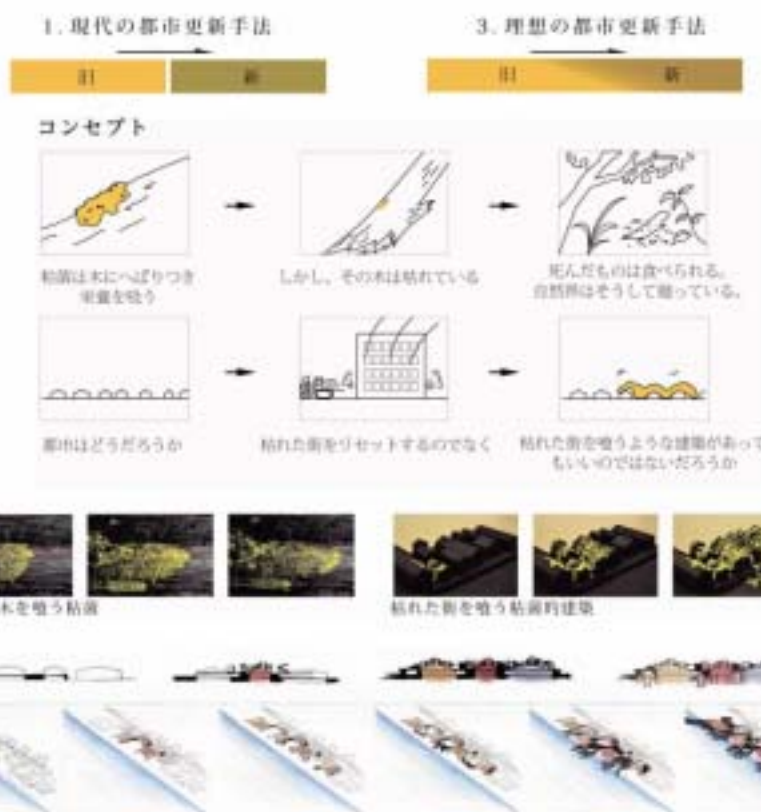 1. 現代の都市更新手法
3. 理想の都市更新手法
旧
新
旧
新
コンセプト
粘菌は木にへばりつき
栄養を吸う
しかし、その木は枯れている
死んだものは食べられる。
自然界はそうして廻っている。
都市はどうだろうか
枯れた街をリセットするのでなく
枯れた街を喰うような建築があって
もいいのではないだろうか
木を喰う粘菌
枯れた街を喰う粘菌的建築